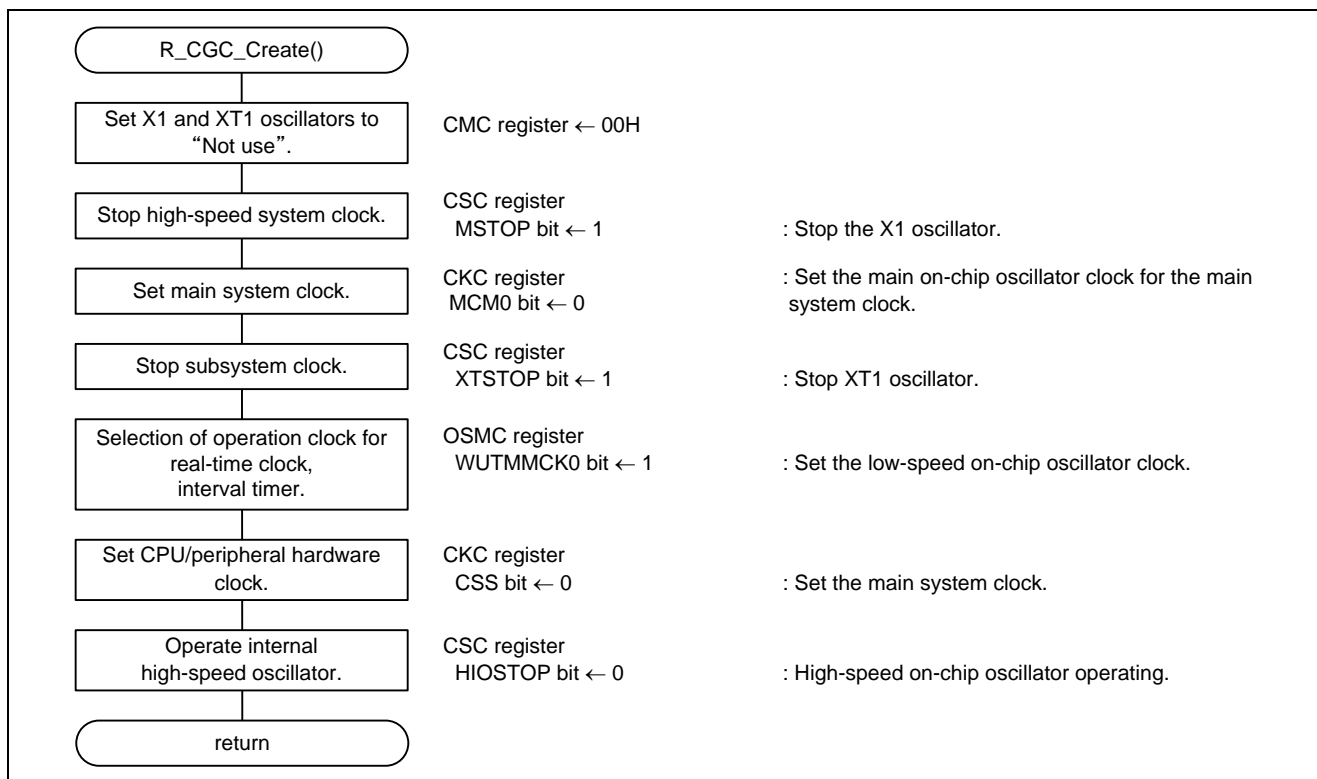 R_CGC_Create()
Set X1 and XT1 oscillators to
“Not use”.
CMC register ← 00H
Stop high-speed system clock.
CSC register
MSTOP bit ← 1
: Stop the X1 oscillator.
Set main system clock.
CKC register
MCM0 bit ← 0
: Set the main on-chip oscillator clock for the main
system clock.
Stop subsystem clock.
CSC register
XTSTOP bit ← 1
: Stop XT1 oscillator.
Selection of operation clock for
real-time clock,
interval timer.
OSMC register
WUTMMCK0 bit ← 1
: Set the low-speed on-chip oscillator clock.
Set CPU/peripheral hardware
clock.
CKC register
CSS bit ← 0
: Set the main system clock.
Operate internal
high-speed oscillator.
CSC register
HIOSTOP bit ← 0
: High-speed on-chip oscillator operating.
return